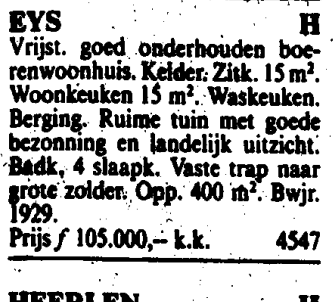 EYS H
Vrijst. goed onderhouden boe-
renwoonhuis. Kelder. Zitk. 15 m².
Woonkeuken 15 m². Waskeuken.
Berging. Ruime tuin met goede
bezonning en landelijk uitzicht.
Badk, 4 slaapk. Vaste trap naar
grote zolder. Opp. 400 m². Bwjr.
1929.
Prijs f 105.000,– k.k. 4547
HEERLEN H